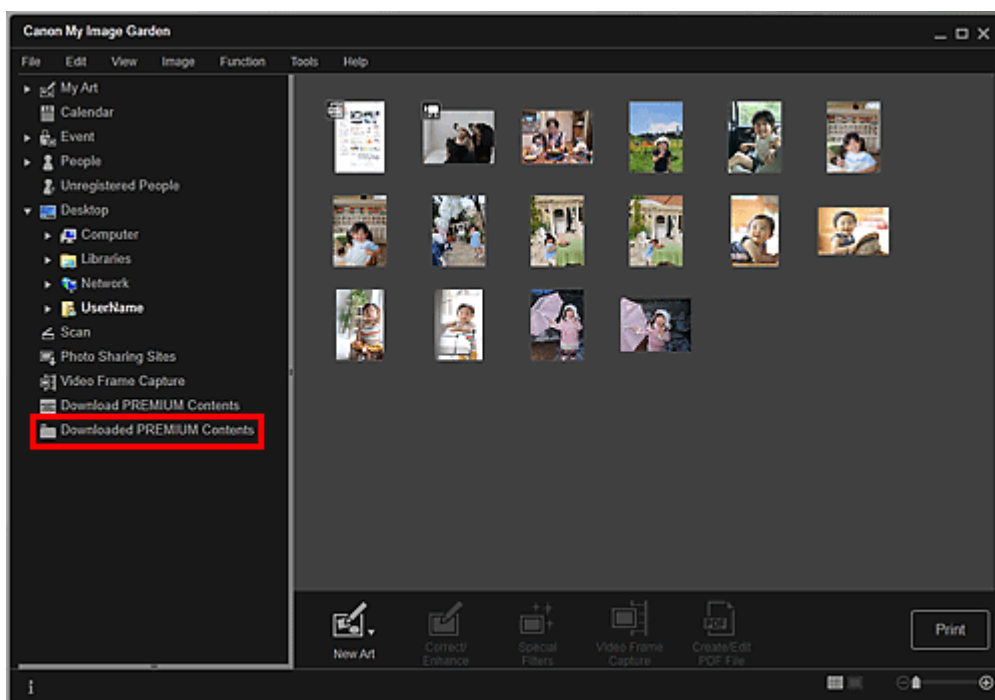 Canon My Image Garden
File Edit View Image Function Tools Help
My Art
Calendar
Event
People
Unregistered People
Desktop
Computer
Libraries
Network
UserName
Scan
Photo Sharing Sites
Video Frame Capture
Download PREMIUM Contents
Downloaded PREMIUM Contents
New Art
Correct/
Enhance
Special
Filters
Video Frame
Capture
PDF
Create/Edit
PDF File
Print